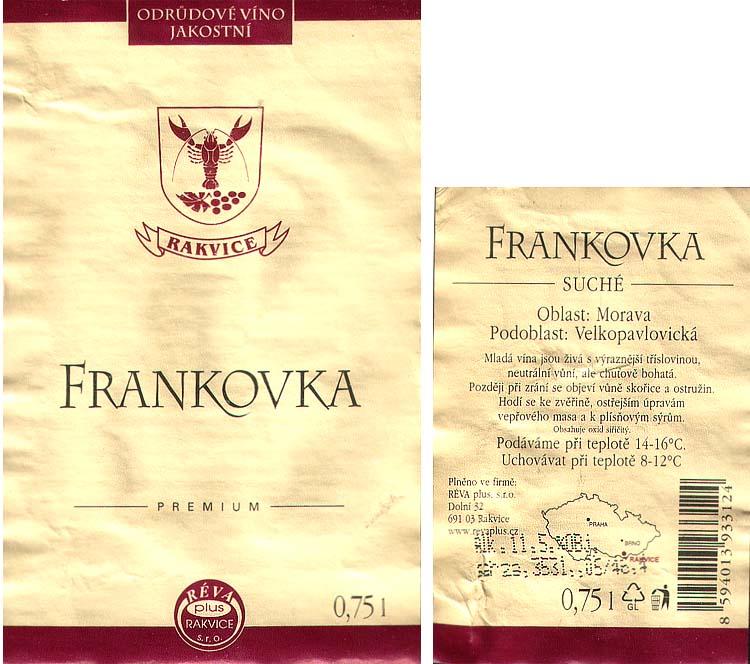 ODRŮDOVÉ VÍNO
JAKOSTNÍ
RAKVICE
FRANKOVKA
PREMIUM
RÉVA
plus
RAKVICE
s.r.o.
0,75 l
FRANKOVKA
SUCHÉ
Oblast: Morava
Podoblast: Velkopavlovická
Mladá vína jsou živá s výraznější tříslovinou,
neutrální vůní, ale chuťově bohatá.
Později při zrání se objeví vůně skořice a ostružin.
Hodí se ke zvěřině, ostřejším úpravám
vepřového masa a k plísňovým sýrům.
Obsahuje oxid siřičitý.
Podáváme při teplotě 14-16°C.
Uchovávat při teplotě 8-12°C
Plněno ve firmě:
RÉVA plus, s.r.o.
Dolní 32
691 03 Rakvice
www.revaplus.cz
PRAHA
BRNO
RAKVICE
11.5.
0,75 l
GL
8 594013 933124